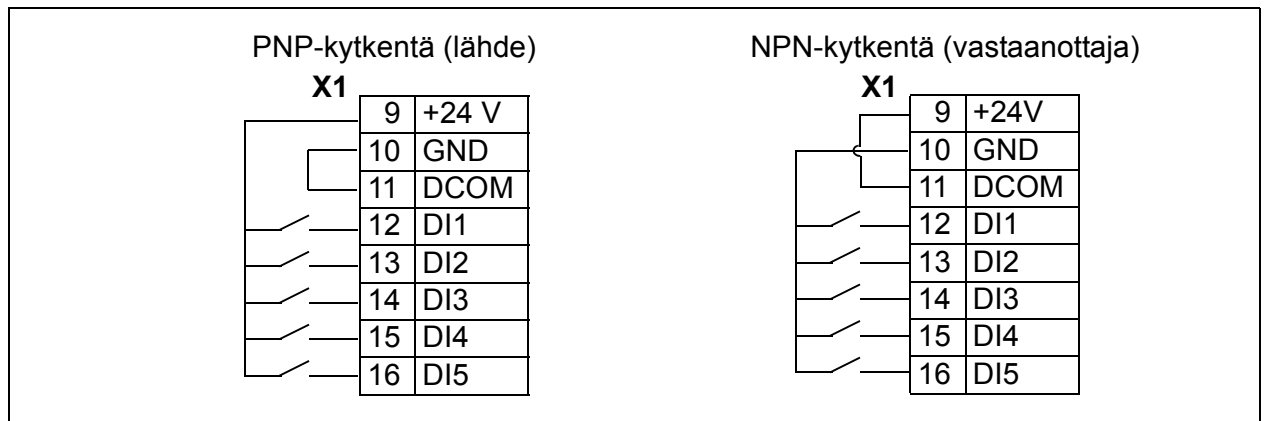 PNP-kytkentä (lähde)
X1
9 +24 V
10 GND
11 DCOM
12 DI1
13 DI2
14 DI3
15 DI4
16 DI5
NPN-kytkentä (vastaanottaja)
X1
9 +24V
10 GND
11 DCOM
12 DI1
13 DI2
14 DI3
15 DI4
16 DI5